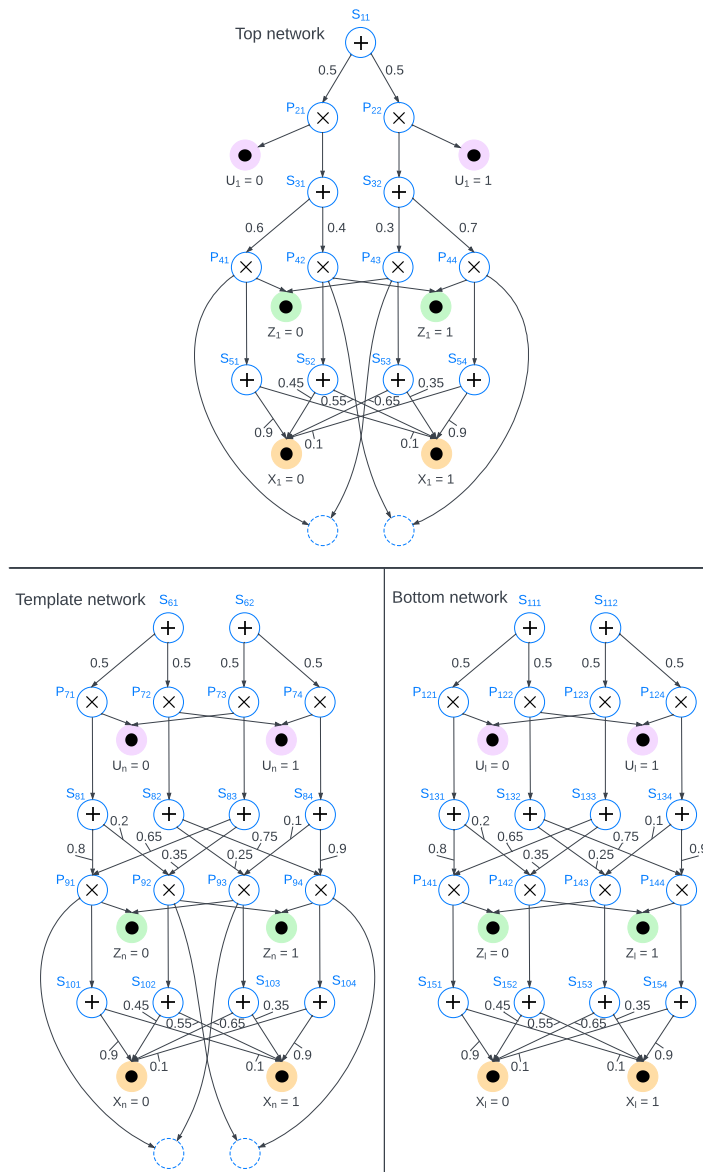 S11
Top network
0.5 0.5
P21 P22
U1 = 0 U1 = 1
S31 S32
0.6 0.4 0.3 0.7
P41 P42 P43 P44
Z1 = 0 Z1 = 1
S51 S52 S53 S54
0.45 0.35
0.55 0.65
0.9 0.1 0.1 0.9
X1 = 0 X1 = 1
Template network
S61 S62
0.5 0.5 0.5 0.5
P71 P72 P73 P74
Un = 0 Un = 1
S81 S82 S83 S84
0.2 0.1
0.65 0.75
0.8 0.35 0.25 0.9
P91 P92 P93 P94
Zn = 0 Zn = 1
S101 S102 S103 S104
0.45 0.35
0.55 0.65
0.9 0.1 0.1 0.9
Xn = 0 Xn = 1
Bottom network
S111 S112
0.5 0.5 0.5 0.5
P121 P122 P123 P124
Ul = 0 Ul = 1
S131 S132 S133 S134
0.2 0.1
0.65 0.75
0.8 0.35 0.25 0.9
P141 P142 P143 P144
Zl = 0 Zl = 1
S151 S152 S153 S154
0.45 0.35
0.55 0.65
0.9 0.1 0.1 0.9
Xl = 0 Xl = 1